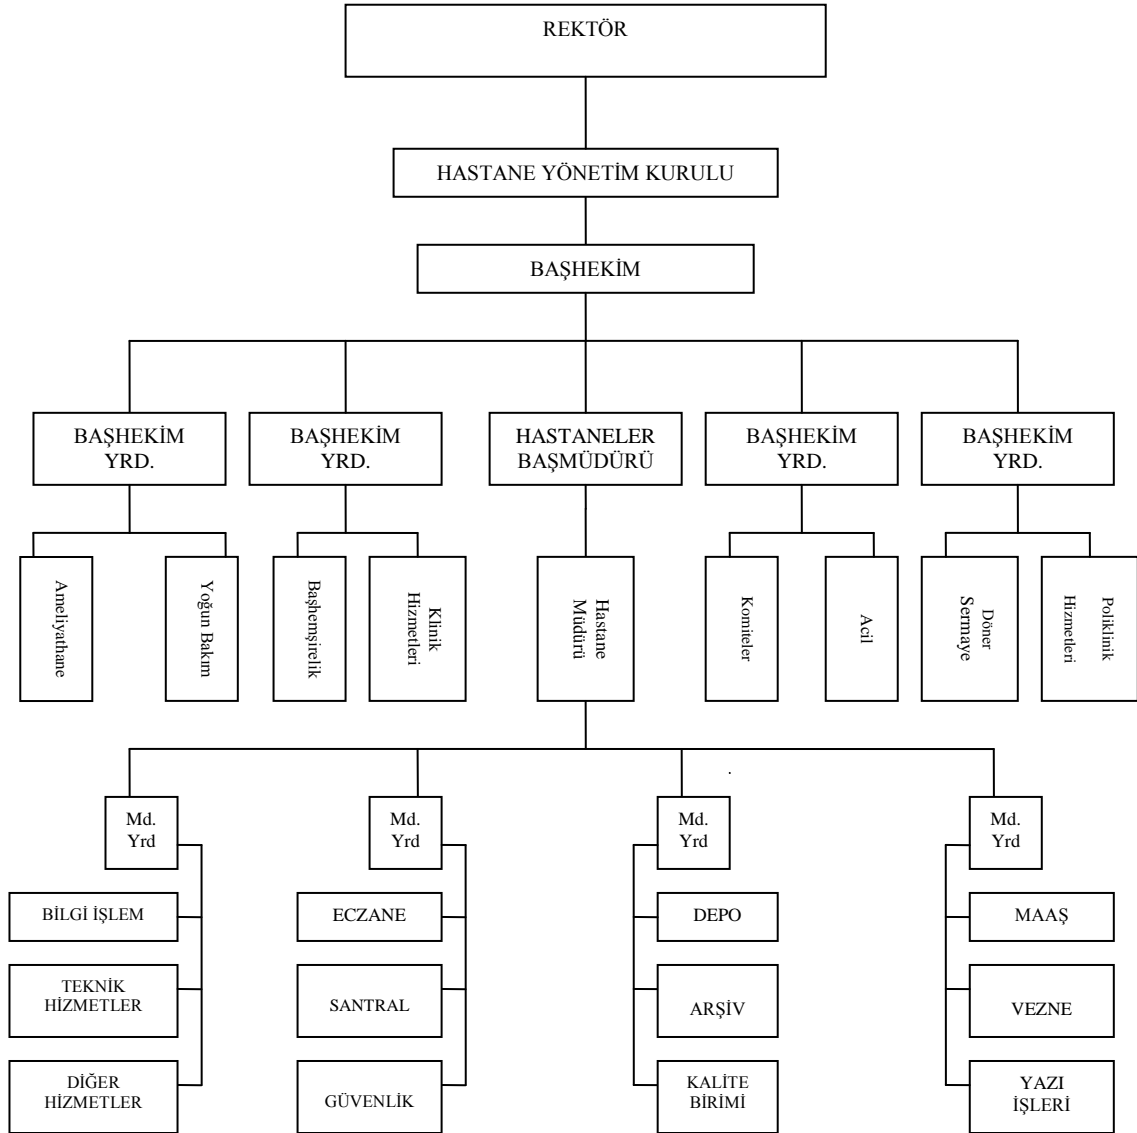 REKTÖR
HASTANE YÖNETİM KURULU
BAŞHEKİM
BAŞHEKİM
YRD.
BAŞHEKİM
YRD.
HASTANELER
BAŞMÜDÜRÜ
BAŞHEKİM
YRD.
BAŞHEKİM
YRD.
Ameliyathane
Yoğun Bakım
Başhemşirelik
Klinik
Hizmetleri
Hastane
Müdürü
Komiteler
Acil
Döner
Sermaye
Poliklinik
Hizmetleri
.
Md.
Yrd
Md.
Yrd
Md.
Yrd
Md.
Yrd
BİLGİ İŞLEM
ECZANE
DEPO
MAAŞ
TEKNİK
HİZMETLER
SANTRAL
ARŞİV
VEZNE
DİĞER
HİZMETLER
GÜVENLİK
KALİTE
BİRİMİ
YAZI
İŞLERİ